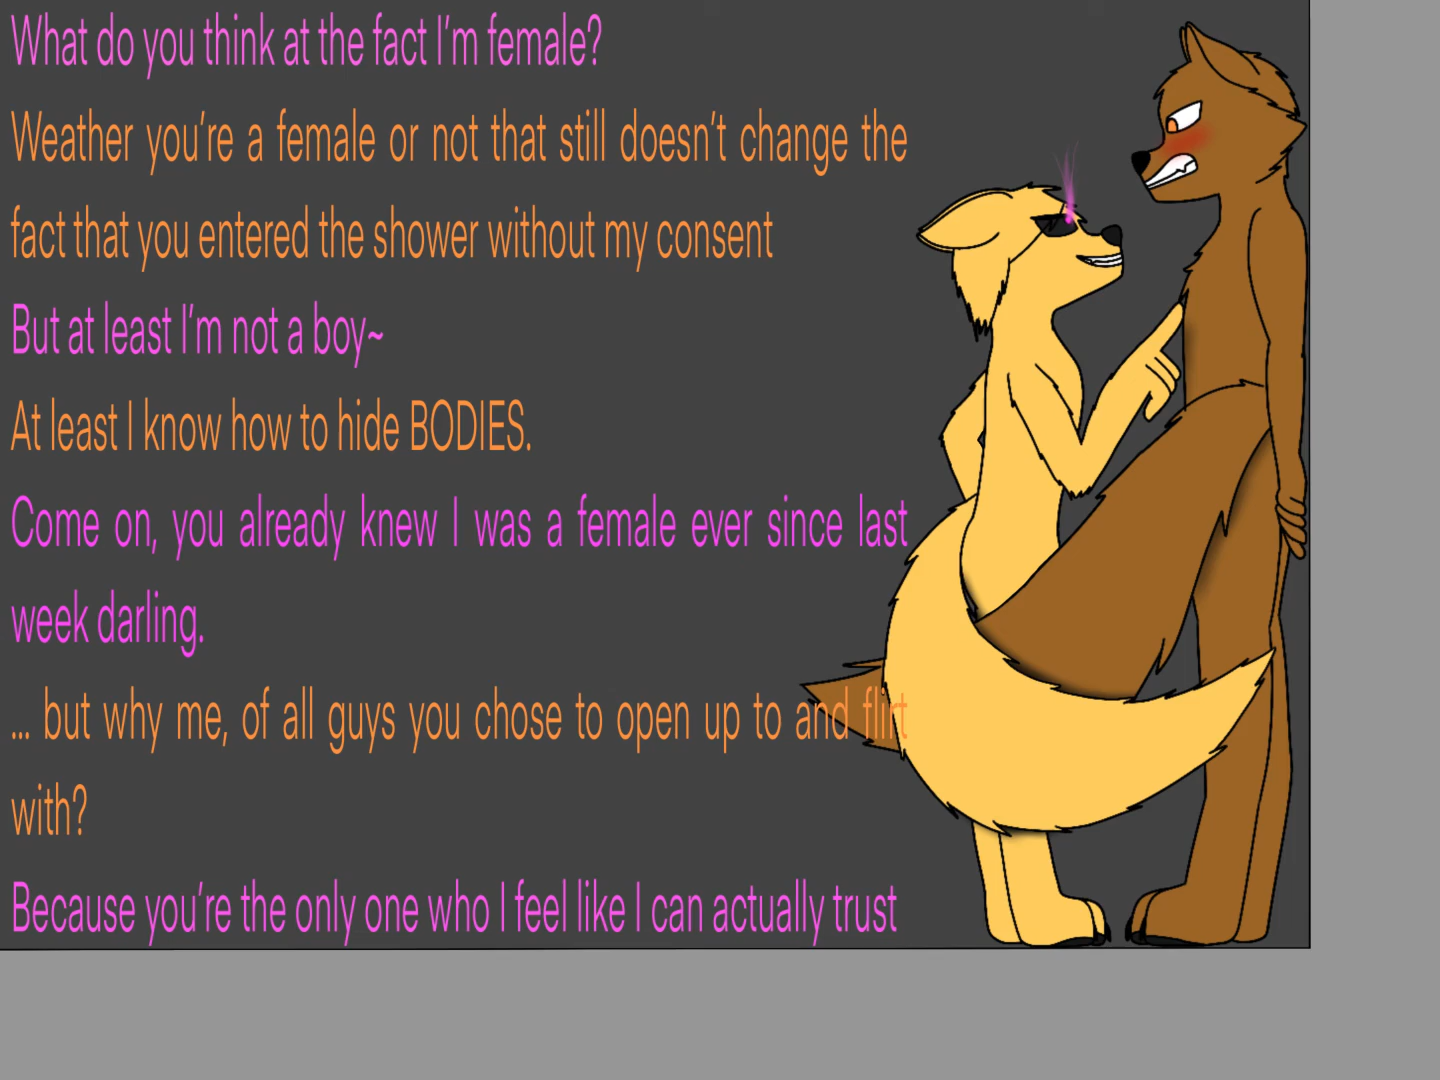 What do you think at the fact I'm female?
Weather you're a female or not that still doesn't change the
fact that you entered the shower without my consent
But at least I'm not a boy~
At least I know how to hide BODIES.
Come on, you already knew I was a female ever since last
week darling.
... but why me, of all guys you chose to open up to and flirt
with?
Because you're the only one who I feel like I can actually trust